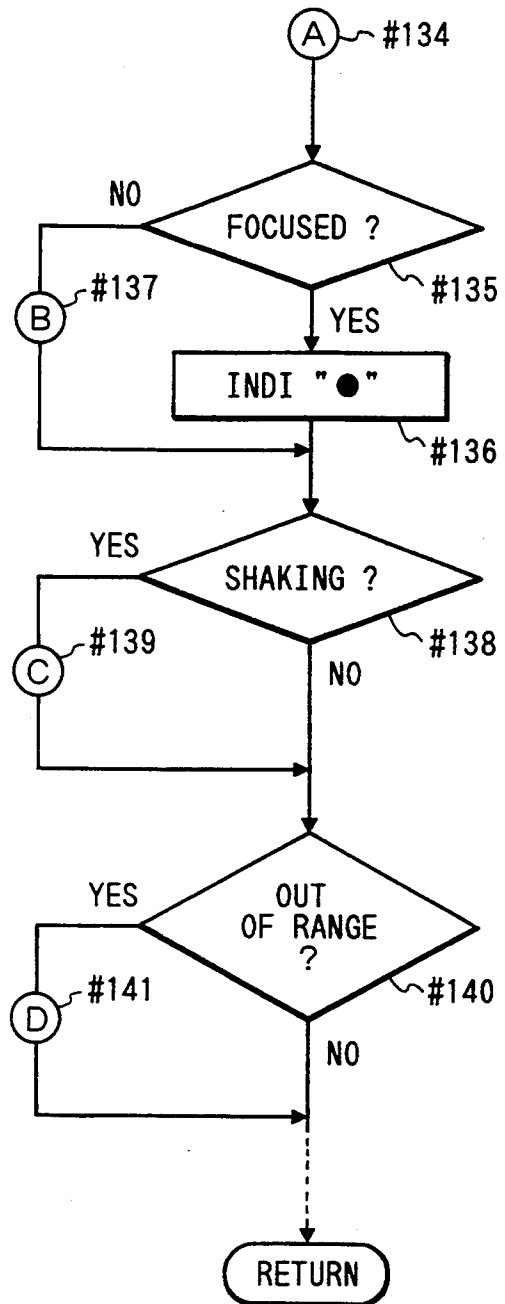 A #134
NO
FOCUSED ?
#135
B #137
YES
INDI "●"
#136
YES
SHAKING ?
#138
C #139
NO
YES
OUT
OF RANGE
?
#140
D #141
NO
RETURN